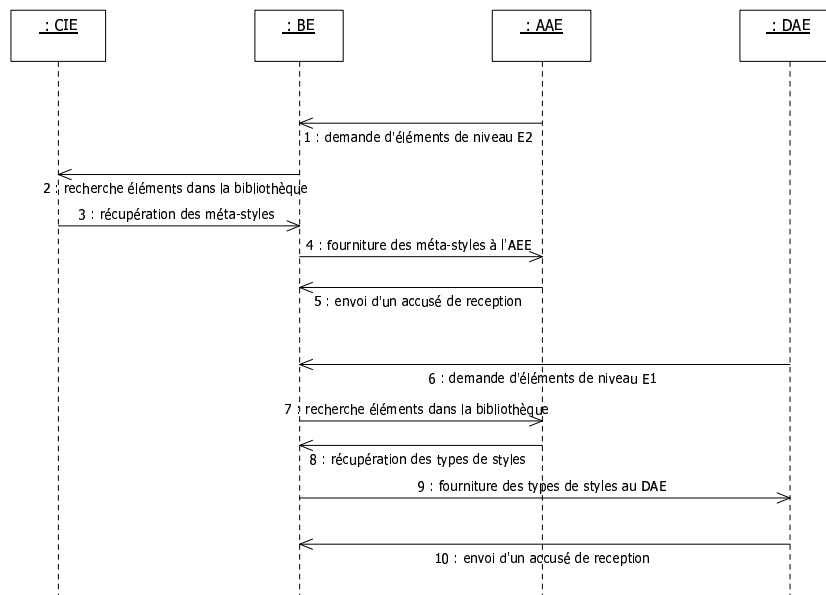 : CIE
: BE
: AAE
: DAE
1 : demande d'éléments de niveau E2
2 : recherche éléments dans la bibliothèque
3 : récupération des méta-styles
4 : fourniture des méta-styles à l'AEE
5 : envoi d'un accusé de reception
6 : demande d'éléments de niveau E1
7 : recherche éléments dans la bibliothèque
8 : récupération des types de styles
9 : fourniture des types de styles au DAE
10 : envoi d'un accusé de reception